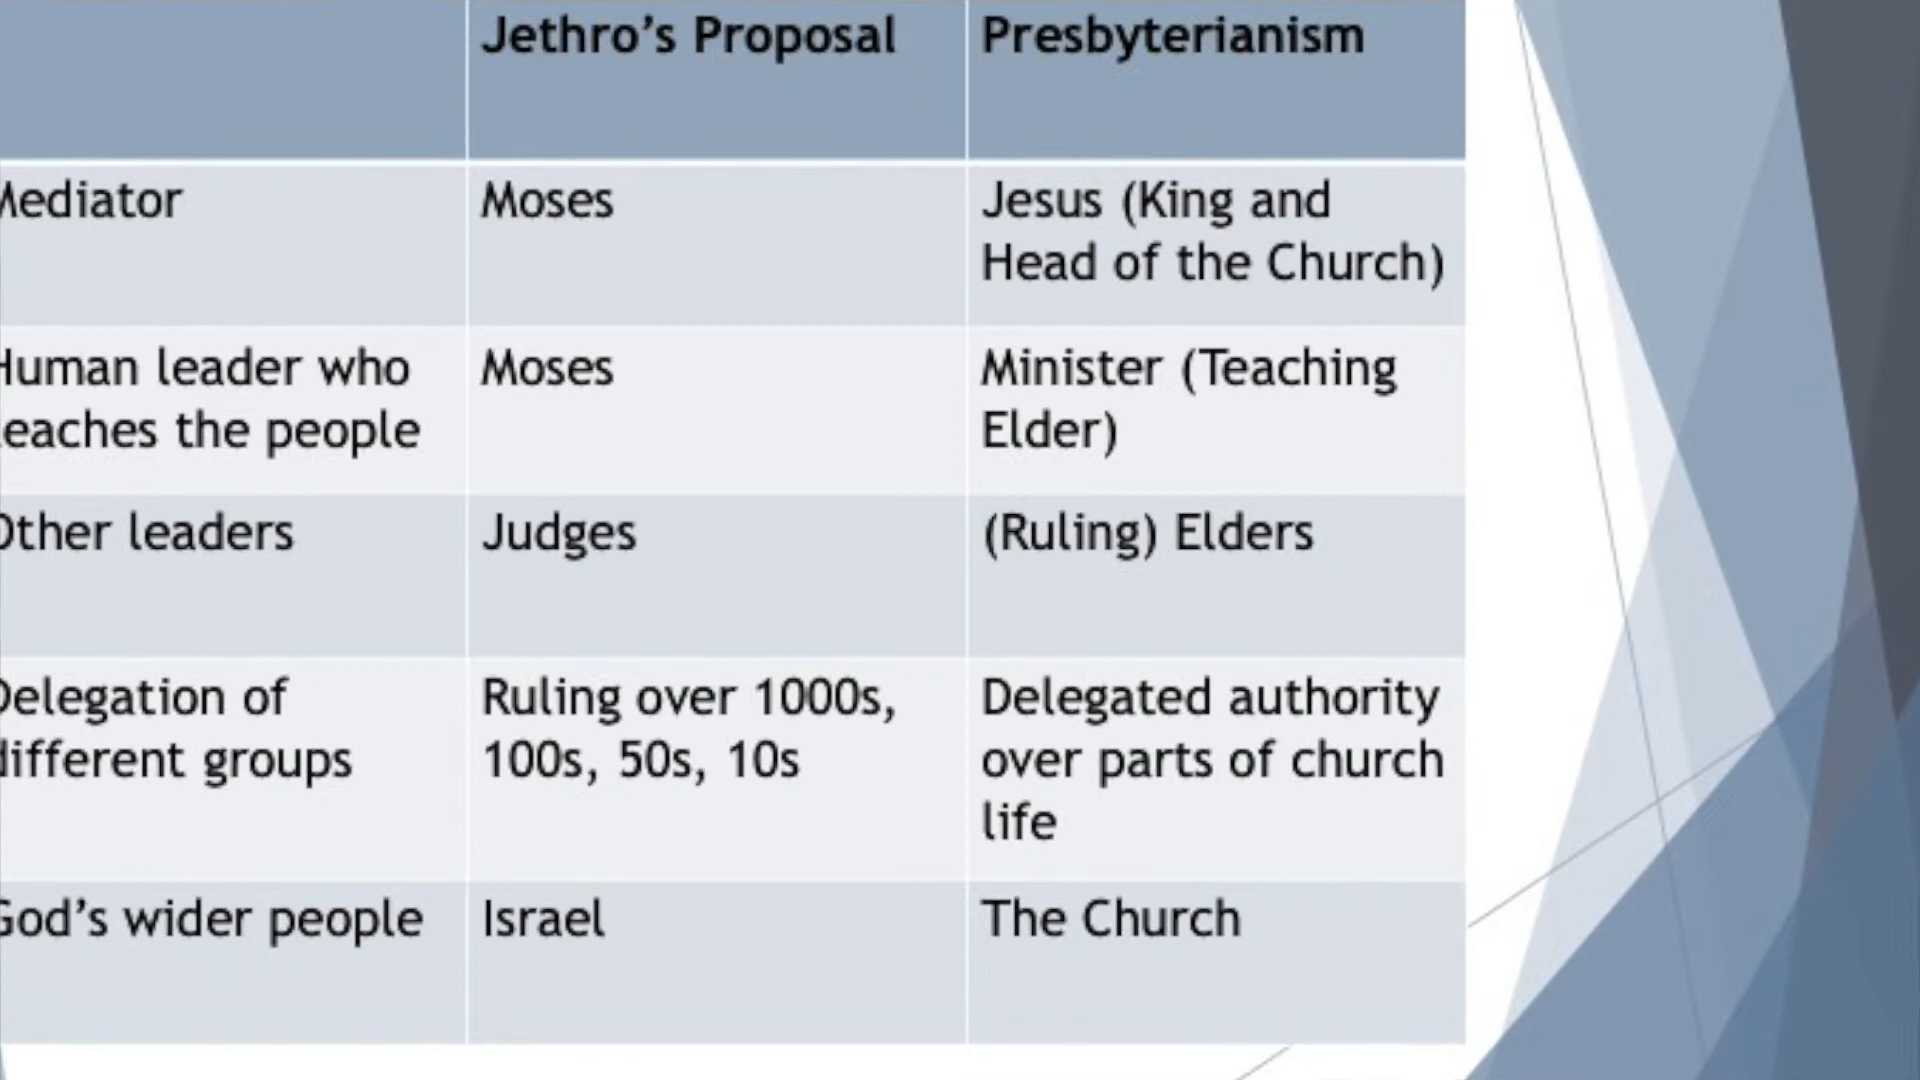 Jethro's Proposal
Presbyterianism
Mediator
Moses
Jesus (King and
Head of the Church)
Human leader who
teaches the people
Moses
Minister (Teaching
Elder)
Other leaders
Judges
(Ruling) Elders
Delegation of
different groups
Ruling over 1000s,
100s, 50s, 10s
Delegated authority
over parts of church
life
God's wider people
Israel
The Church